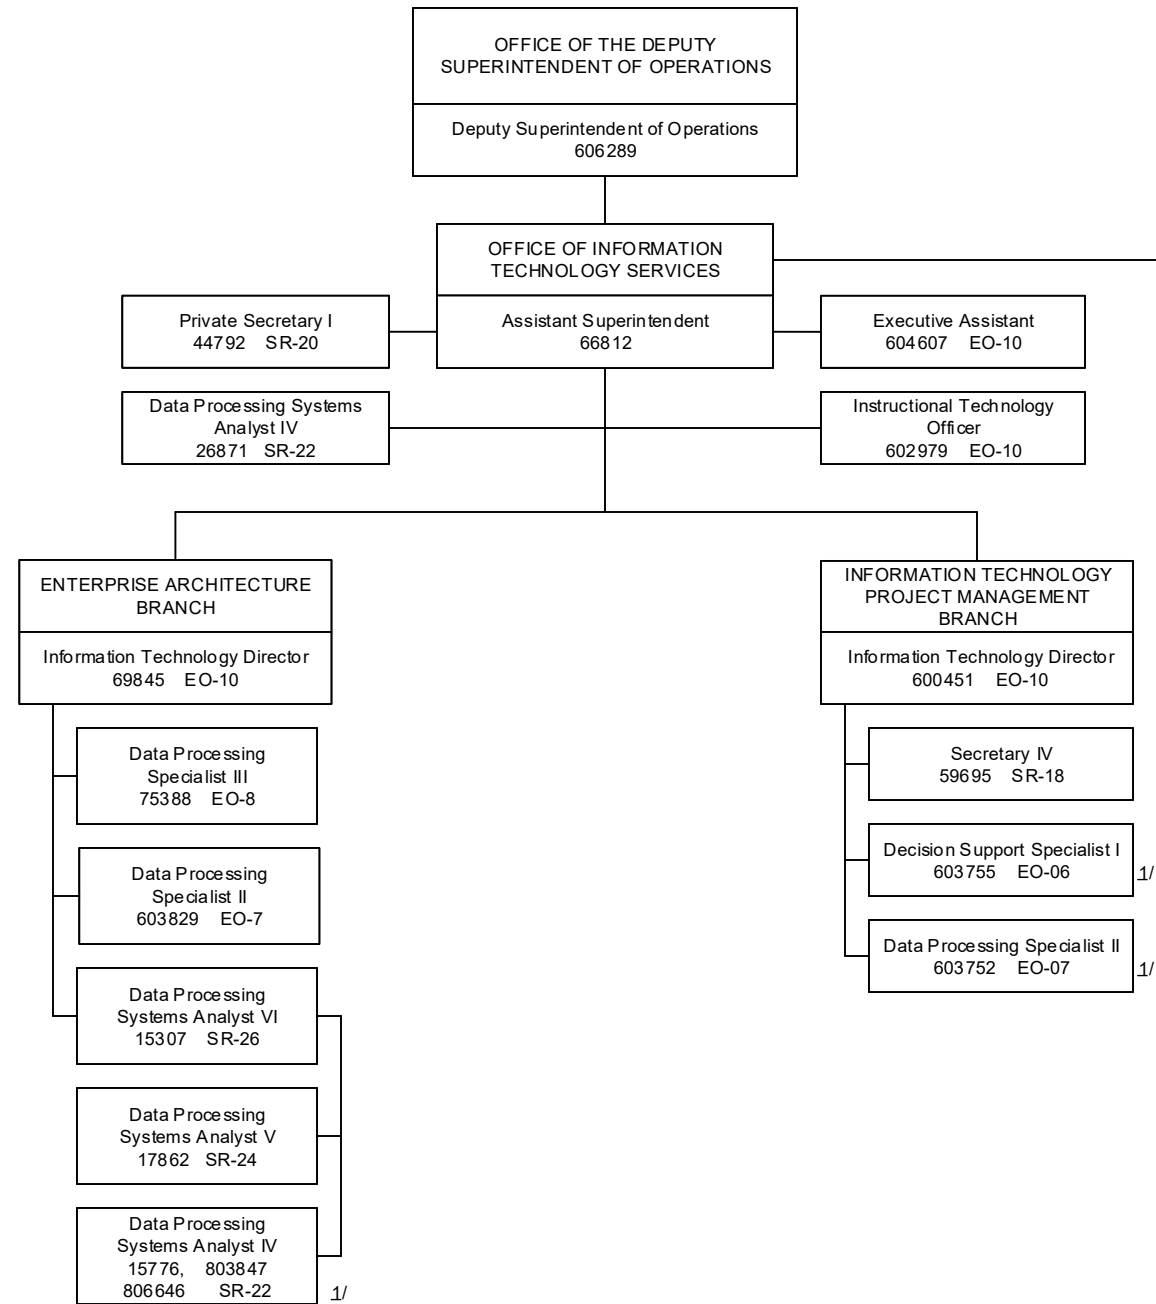 OFFICE OF THE DEPUTY
SUPERINTENDENT OF OPERATIONS
Deputy Superintendent of Operations
606289
OFFICE OF INFORMATION
TECHNOLOGY SERVICES
Assistant Superintendent
66812
Private Secretary I
44792 SR-20
Executive Assistant
604607 EO-10
Data Processing Systems
Analyst IV
26871 SR-22
Instructional Technology
Officer
602979 EO-10
ENTERPRISE ARCHITECTURE
BRANCH
Information Technology Director
69845 EO-10
Data Processing
Specialist III
75388 EO-8
Data Processing
Specialist II
603829 EO-7
Data Processing
Systems Analyst VI
15307 SR-26
Data Processing
Systems Analyst V
17862 SR-24
Data Processing
Systems Analyst IV
15776, 803847
806646 SR-22
1/
INFORMATION TECHNOLOGY
PROJECT MANAGEMENT
BRANCH
Information Technology Director
600451 EO-10
Secretary IV
59695 SR-18
Decision Support Specialist I
603755 EO-06
1/
Data Processing Specialist II
603752 EO-07
1/